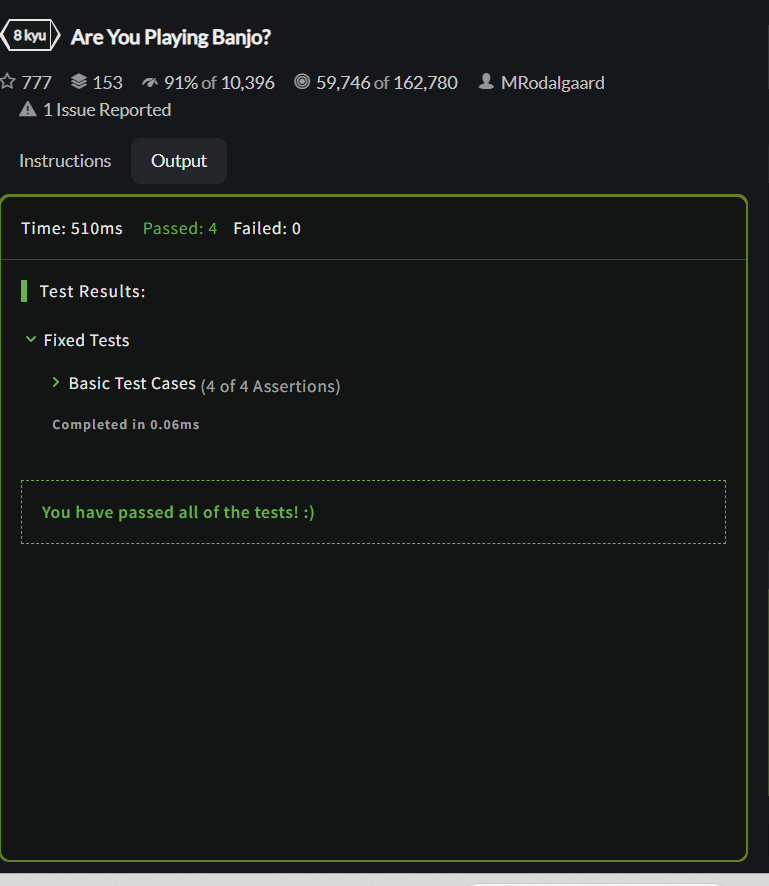 8 kyu Are You Playing Banjo?
777 153 91% of 10,396 59,746 of 162,780 MRodalgaard
1 Issue Reported
Instructions Output
Time: 510ms Passed: 4 Failed: 0
Test Results:
Fixed Tests
Basic Test Cases (4 of 4 Assertions)
Completed in 0.06ms
You have passed all of the tests! :)